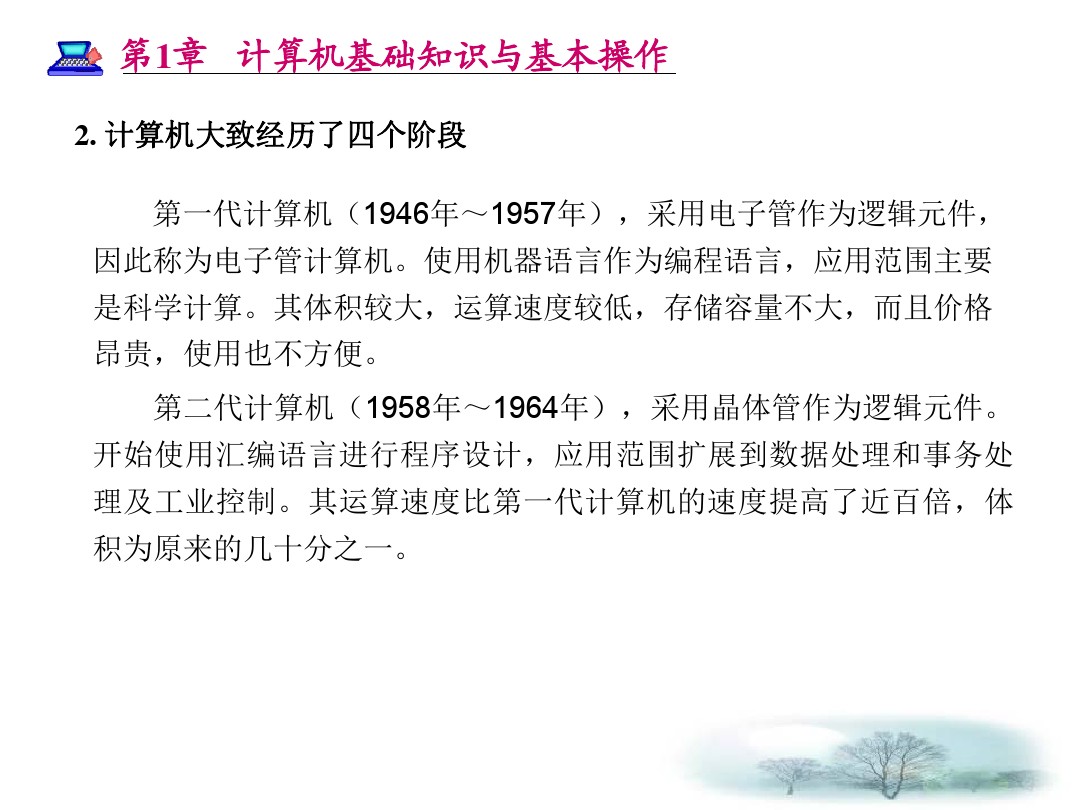 第1章 计算机基础知识与基本操作
2. 计算机大致经历了四个阶段
第一代计算机（1946年～1957年），采用电子管作为逻辑元件，
因此称为电子管计算机。使用机器语言作为编程语言，应用范围主要
是科学计算。其体积较大，运算速度较低，存储容量不大，而且价格
昂贵，使用也不方便。
第二代计算机（1958年～1964年），采用晶体管作为逻辑元件。
开始使用汇编语言进行程序设计，应用范围扩展到数据处理和事务处
理及工业控制。其运算速度比第一代计算机的速度提高了近百倍，体
积为原来的几十分之一。